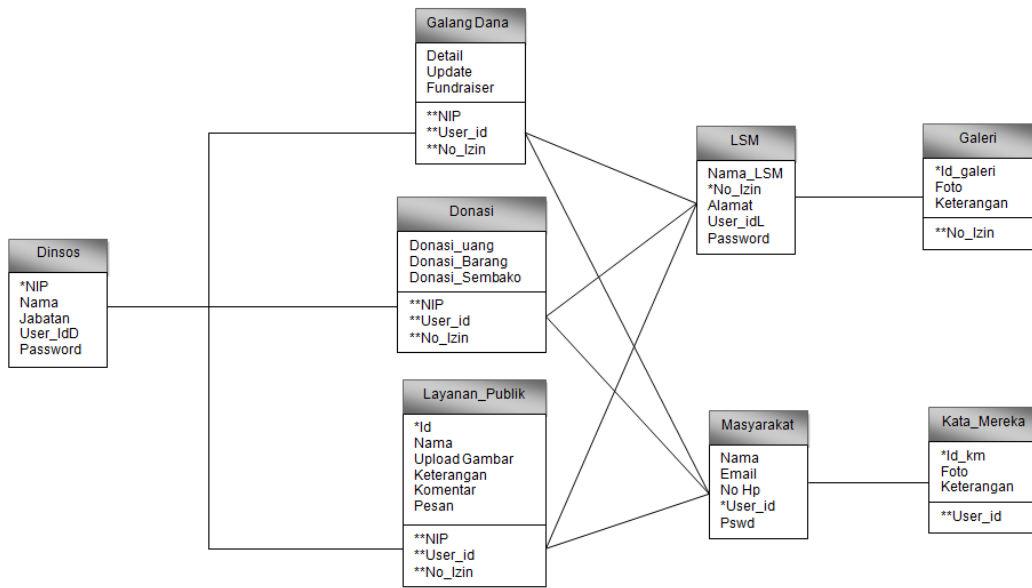 Galang Dana
Detail
Update
Fundraiser
**NIP
**User_id
**No_Izin
Dinsos
*NIP
Nama
Jabatan
User_IdD
Password
Donasi
Donasi_uang
Donasi_Barang
Donasi_Sembako
**NIP
**User_id
**No_Izin
Layanan_Publik
*Id
Nama
Upload Gambar
Keterangan
Komentar
Pesan
**NIP
**User_id
**No_Izin
LSM
Nama_LSM
*No_Izin
Alamat
User_idL
Password
Galeri
*Id_galeri
Foto
Keterangan
**No_Izin
Masyarakat
Nama
Email
No Hp
*User_id
Pswd
Kata_Mereka
*Id_km
Foto
Keterangan
**User_id